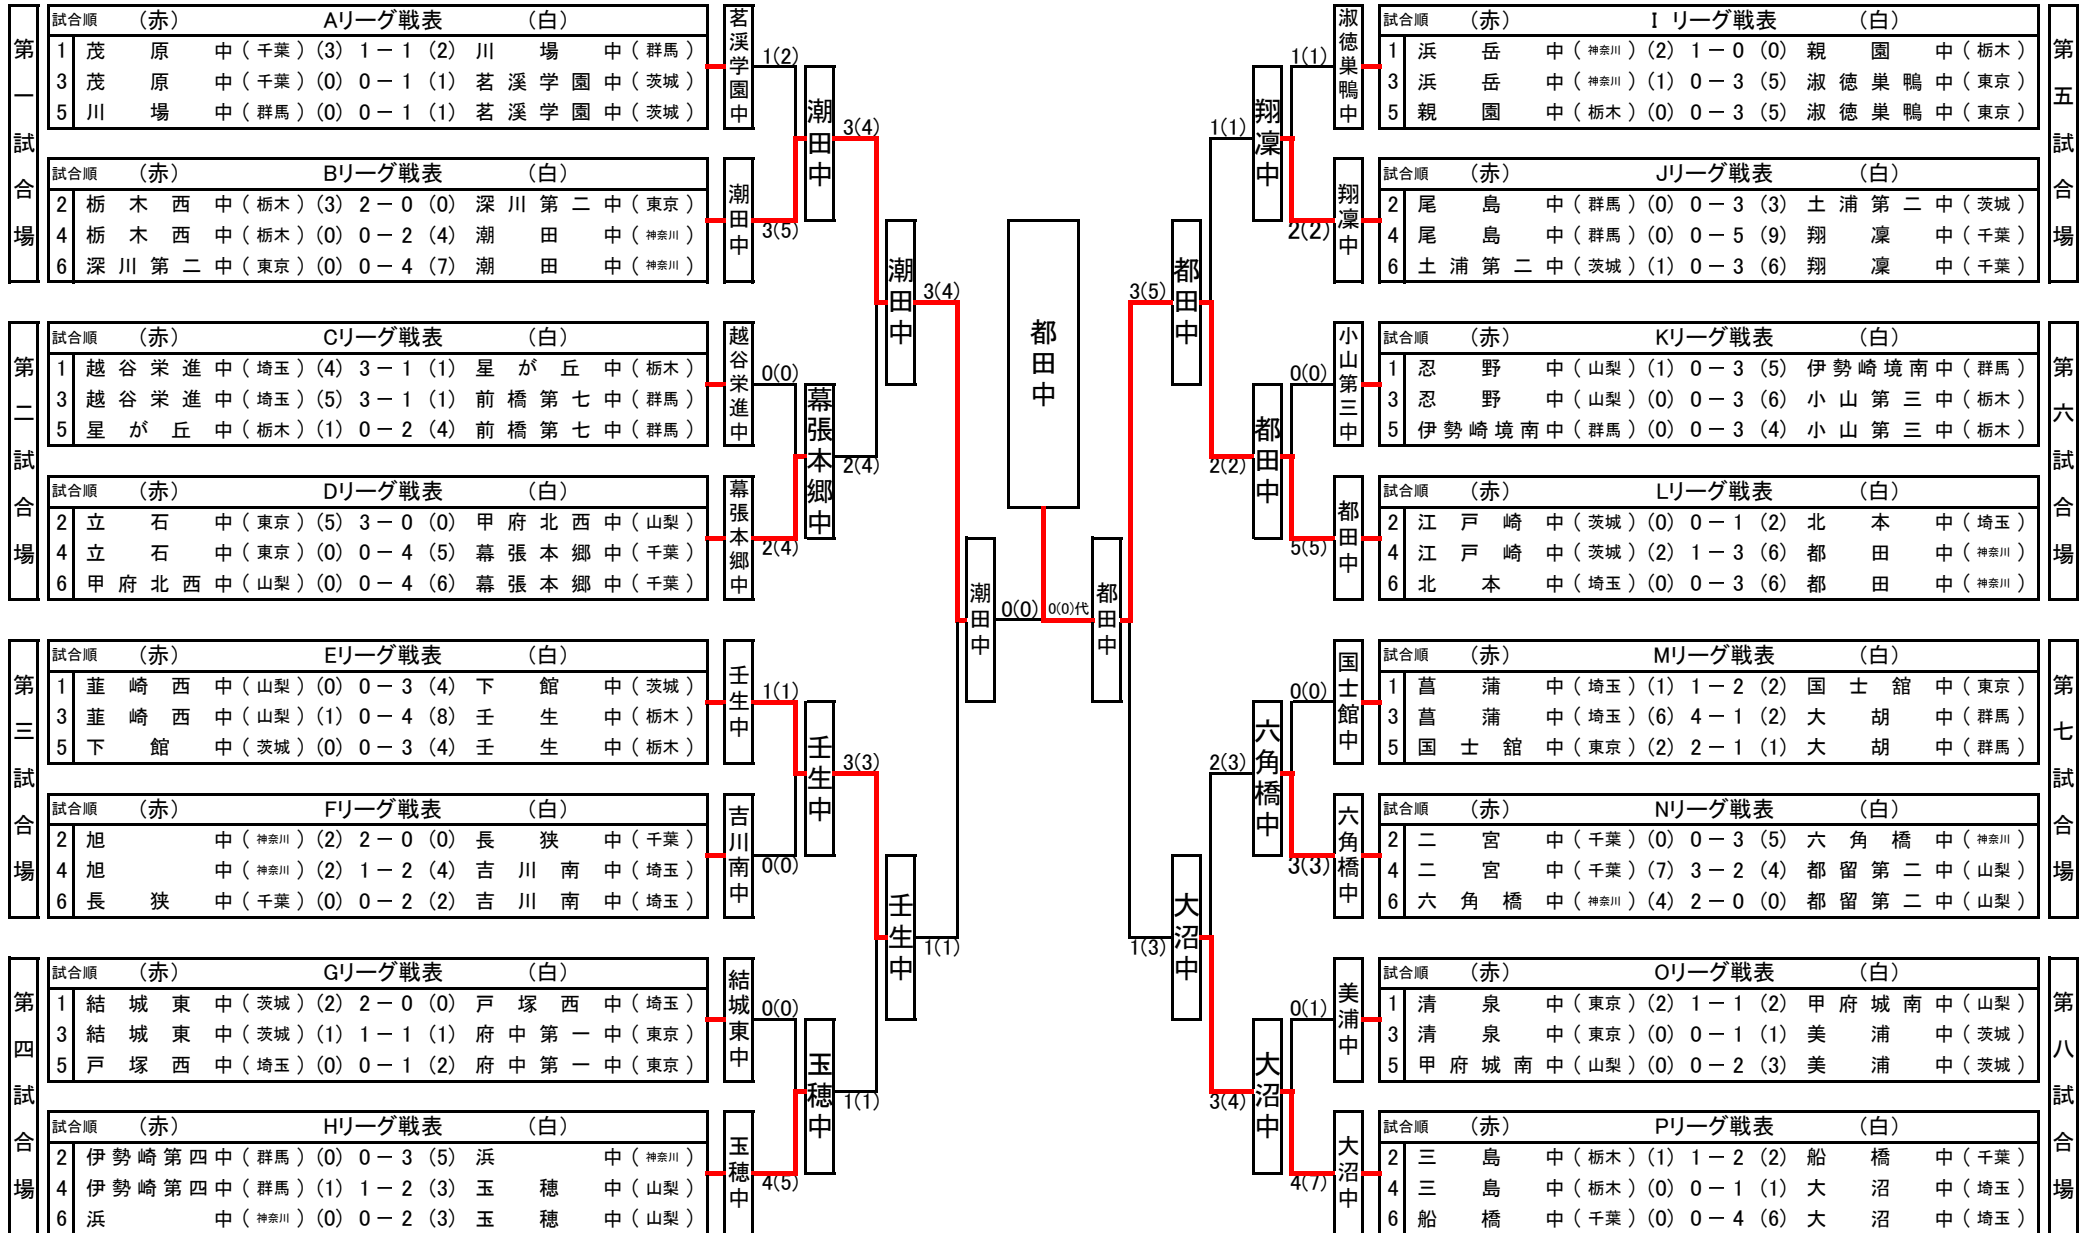 第一試合場
試合順 （赤） Aリーグ戦表 （白）
1 茂原中（千葉）(3) 1－1 (2) 川場中（群馬）
3 茂原中（千葉）(0) 0－1 (1) 茗溪学園中（茨城）
5 川場中（群馬）(0) 0－1 (1) 茗溪学園中（茨城）
試合順 （赤） Bリーグ戦表 （白）
2 栃木西中（栃木）(3) 2－0 (0) 深川第二中（東京）
4 栃木西中（栃木）(0) 0－2 (4) 潮田中（神奈川）
6 深川第二中（東京）(0) 0－4 (7) 潮田中（神奈川）
第二試合場
試合順 （赤） Cリーグ戦表 （白）
1 越谷栄進中（埼玉）(4) 3－1 (1) 星が丘中（栃木）
3 越谷栄進中（埼玉）(5) 3－1 (1) 前橋第七中（群馬）
5 星が丘中（栃木）(1) 0－2 (4) 前橋第七中（群馬）
試合順 （赤） Dリーグ戦表 （白）
2 立石中（東京）(5) 3－0 (0) 甲府北西中（山梨）
4 立石中（東京）(0) 0－4 (5) 幕張本郷中（千葉）
6 甲府北西中（山梨）(0) 0－4 (6) 幕張本郷中（千葉）
第三試合場
試合順 （赤） Eリーグ戦表 （白）
1 韮崎西中（山梨）(0) 0－3 (4) 下館中（茨城）
3 韮崎西中（山梨）(1) 0－4 (8) 壬生中（栃木）
5 下館中（茨城）(0) 0－3 (4) 壬生中（栃木）
試合順 （赤） Fリーグ戦表 （白）
2 旭中（神奈川）(2) 2－0 (0) 長狭中（千葉）
4 旭中（神奈川）(2) 1－2 (4) 吉川南中（埼玉）
6 長狭中（千葉）(0) 0－2 (2) 吉川南中（埼玉）
第四試合場
試合順 （赤） Gリーグ戦表 （白）
1 結城東中（茨城）(2) 2－0 (0) 戸塚西中（埼玉）
3 結城東中（茨城）(1) 1－1 (1) 府中第一中（東京）
5 戸塚西中（埼玉）(0) 0－1 (2) 府中第一中（東京）
試合順 （赤） Hリーグ戦表 （白）
2 伊勢崎第四中（群馬）(0) 0－3 (5) 浜中（神奈川）
4 伊勢崎第四中（群馬）(1) 1－2 (3) 玉穂中（山梨）
6 浜中（神奈川）(0) 0－2 (3) 玉穂中（山梨）
茗溪学園中
1(2)
潮田中
3(5)
越谷栄進中
0(0)
幕張本郷中
2(4)
壬生中
1(1)
吉川南中
0(0)
結城東中
0(0)
玉穂中
4(5)
潮田中
3(4)
幕張本郷中
2(4)
壬生中
3(3)
玉穂中
1(1)
潮田中
3(4)
壬生中
1(1)
潮田中
0(0)
都田中
0(0)代
都田中
都田中
3(5)
大沼中
1(3)
翔凜中
1(1)
都田中
2(2)
六角橋中
2(3)
大沼中
3(4)
淑徳巣鴨中
1(1)
翔凜中
2(2)
小山第三中
0(0)
都田中
5(5)
国士館中
0(0)
六角橋中
3(3)
美浦中
0(1)
大沼中
4(7)
第五試合場
試合順 （赤） I リーグ戦表 （白）
1 浜岳中（神奈川）(2) 1－0 (0) 親園中（栃木）
3 浜岳中（神奈川）(1) 0－3 (5) 淑徳巣鴨中（東京）
5 親園中（栃木）(0) 0－3 (5) 淑徳巣鴨中（東京）
試合順 （赤） Jリーグ戦表 （白）
2 尾島中（群馬）(0) 0－3 (3) 土浦第二中（茨城）
4 尾島中（群馬）(0) 0－5 (9) 翔凜中（千葉）
6 土浦第二中（茨城）(1) 0－3 (6) 翔凜中（千葉）
第六試合場
試合順 （赤） Kリーグ戦表 （白）
1 忍野中（山梨）(1) 0－3 (5) 伊勢崎境南中（群馬）
3 忍野中（山梨）(0) 0－3 (6) 小山第三中（栃木）
5 伊勢崎境南中（群馬）(0) 0－3 (4) 小山第三中（栃木）
試合順 （赤） Lリーグ戦表 （白）
2 江戸崎中（茨城）(0) 0－1 (2) 北本中（埼玉）
4 江戸崎中（茨城）(2) 1－3 (6) 都田中（神奈川）
6 北本中（埼玉）(0) 0－3 (6) 都田中（神奈川）
第七試合場
試合順 （赤） Mリーグ戦表 （白）
1 菖蒲中（埼玉）(1) 1－2 (2) 国士舘中（東京）
3 菖蒲中（埼玉）(6) 4－1 (2) 大胡中（群馬）
5 国士舘中（東京）(2) 2－1 (1) 大胡中（群馬）
試合順 （赤） Nリーグ戦表 （白）
2 二宮中（千葉）(0) 0－3 (5) 六角橋中（神奈川）
4 二宮中（千葉）(7) 3－2 (4) 都留第二中（山梨）
6 六角橋中（神奈川）(4) 2－0 (0) 都留第二中（山梨）
第八試合場
試合順 （赤） Oリーグ戦表 （白）
1 清泉中（東京）(2) 1－1 (2) 甲府城南中（山梨）
3 清泉中（東京）(0) 0－1 (1) 美浦中（茨城）
5 甲府城南中（山梨）(0) 0－2 (3) 美浦中（茨城）
試合順 （赤） Pリーグ戦表 （白）
2 三島中（栃木）(1) 1－2 (2) 船橋中（千葉）
4 三島中（栃木）(0) 0－1 (1) 大沼中（埼玉）
6 船橋中（千葉）(0) 0－4 (6) 大沼中（埼玉）